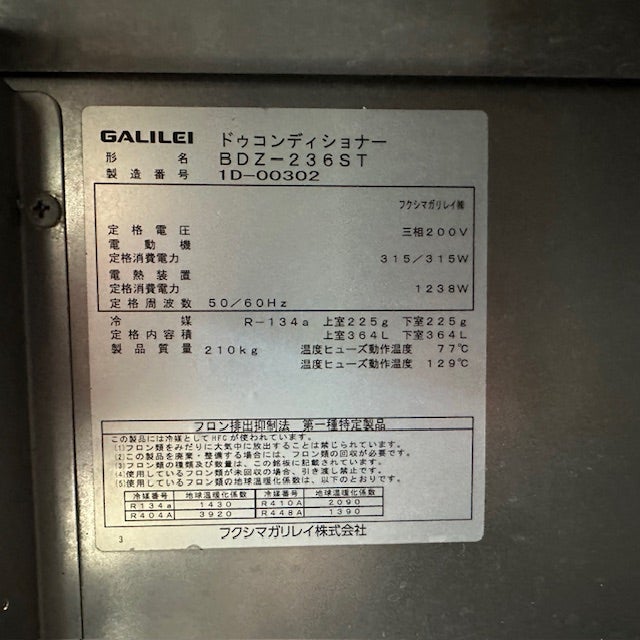 GALILEI ドゥコンディショナー
形名 BDZ-236ST
製造番号 1D-00302
フクシマガリレイ㈱
定格電圧 三相200V
電動機
定格消費電力 315/315W
電熱装置
定格消費電力 1238W
定格周波数 50/60Hz
冷媒 R-134a 上室225g 下室225g
定格内容積 上室364L 下室364L
製品質量 210kg 温度ヒューズ動作温度 77℃
温度ヒューズ動作温度 129℃
フロン排出抑制法 第一種特定製品
この製品には冷媒としてHFCが使われています。
(1)フロン類をみだりに大気中に放出することは禁じられています。
(2)この製品を廃棄・整備する場合には、フロン類の回収が必要です。
(3)フロン類の種類及び数量は、この銘板に記載されています。
(4)使用しているフロン類が未回収の場合、引き渡し禁止です。
(5)使用しているフロン類の地球温暖化係数は、以下のとおりです。
冷媒番号 地球温暖化係数 冷媒番号 地球温暖化係数
R134a 1430 R410A 2090
R404A 3920 R448A 1390
フクシマガリレイ株式会社
3